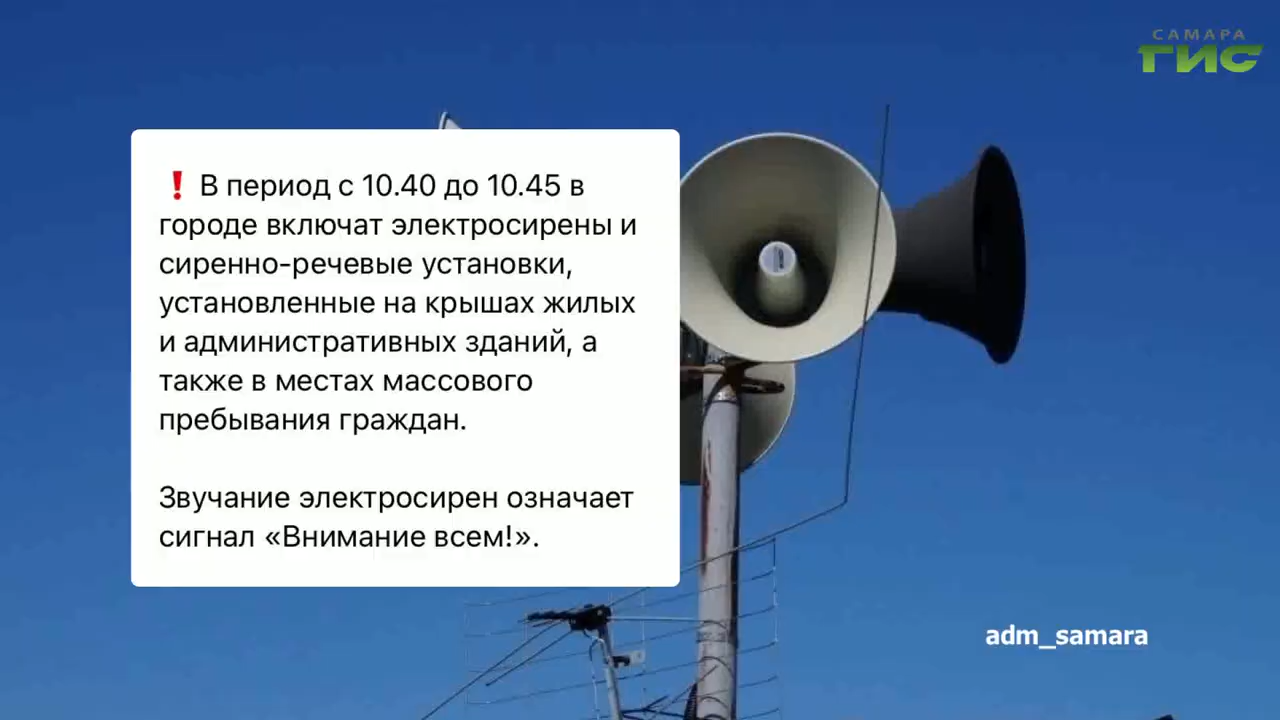 САМАРА
ГИС
❗ В период с 10.40 до 10.45 в
городе включат электросирены и
сиренно-речевые установки,
установленные на крышах жилых
и административных зданий, а
также в местах массового
пребывания граждан.
Звучание электросирен означает
сигнал «Внимание всем!».
adm_samara